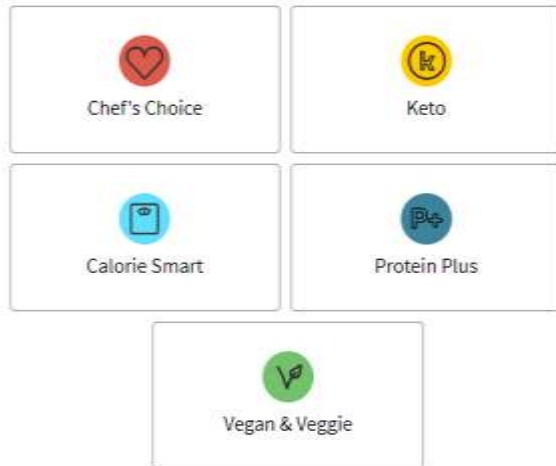 Chef's Choice
k
Keto
Calorie Smart
P+
Protein Plus
V
Vegan & Veggie